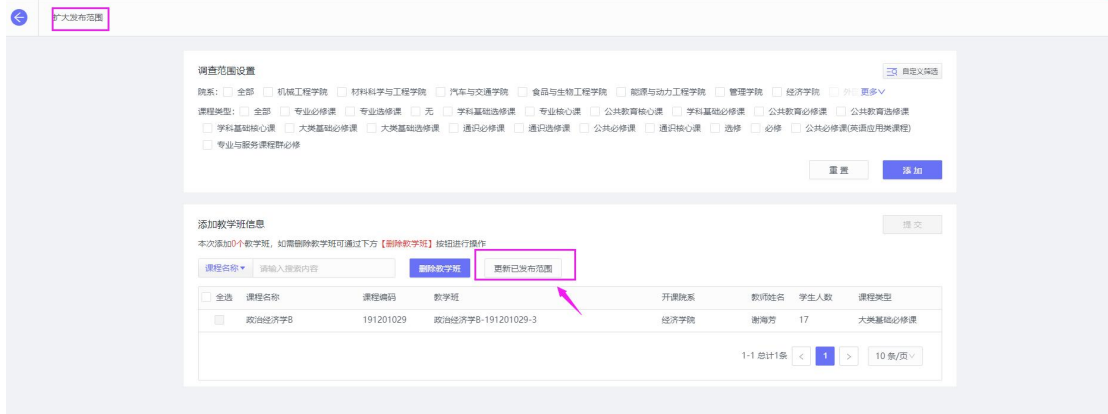 扩大发布范围
调查范围设置
自定义筛选
院系: 全部 机械工程学院 材料科学与工程学院 汽车与交通学院 食品与生物工程学院 能源与动力工程学院 管理学院 经济学院 更多
课程类型: 全部 专业必修课 专业选修课 无 学科基础选修课 专业核心课 公共教育核心课 学科基础必修课 公共教育必修课 公共教育选修课
学科基础核心课 大类基础必修课 大类基础选修课 通识必修课 通识选修课 公共必修课 通识核心课 选修 必修 公共必修课(英语应用类课程)
专业与服务课程群必修
重置 添加
添加教学班信息
提交
本次添加0个教学班，如需删除教学班可通过下方【删除教学班】按钮进行操作
课程名称 请输入搜索内容 删除教学班 更新已发布范围
全选 课程名称 课程编码 教学班 开课院系 教师姓名 学生人数 课程类型
政治经济学B 191201029 政治经济学B-191201029-3 经济学院 谢海芳 17 大类基础必修课
1-1 总计1条 < 1 > 10 条/页